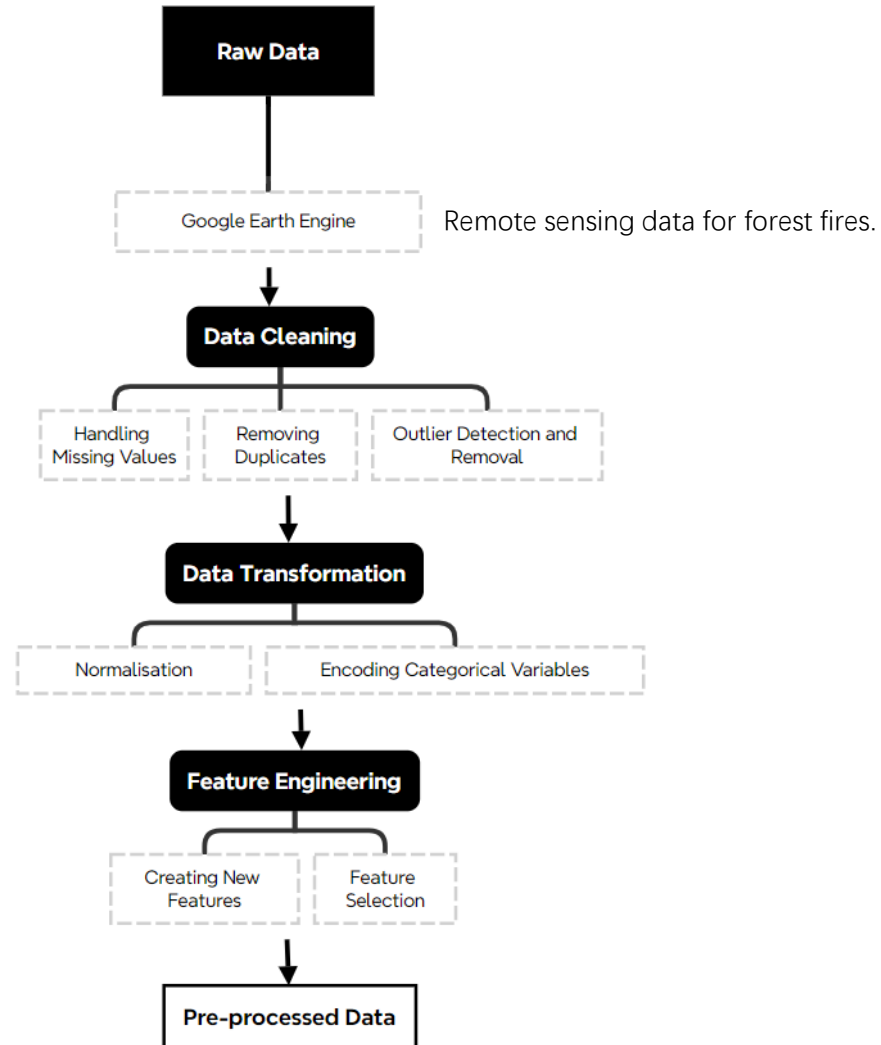 Raw Data
Google Earth Engine
Remote sensing data for forest fires.
Data Cleaning
Handling
Missing Values
Removing
Duplicates
Outlier Detection and
Removal
Data Transformation
Normalisation
Encoding Categorical Variables
Feature Engineering
Creating New
Features
Feature
Selection
Pre-processed Data